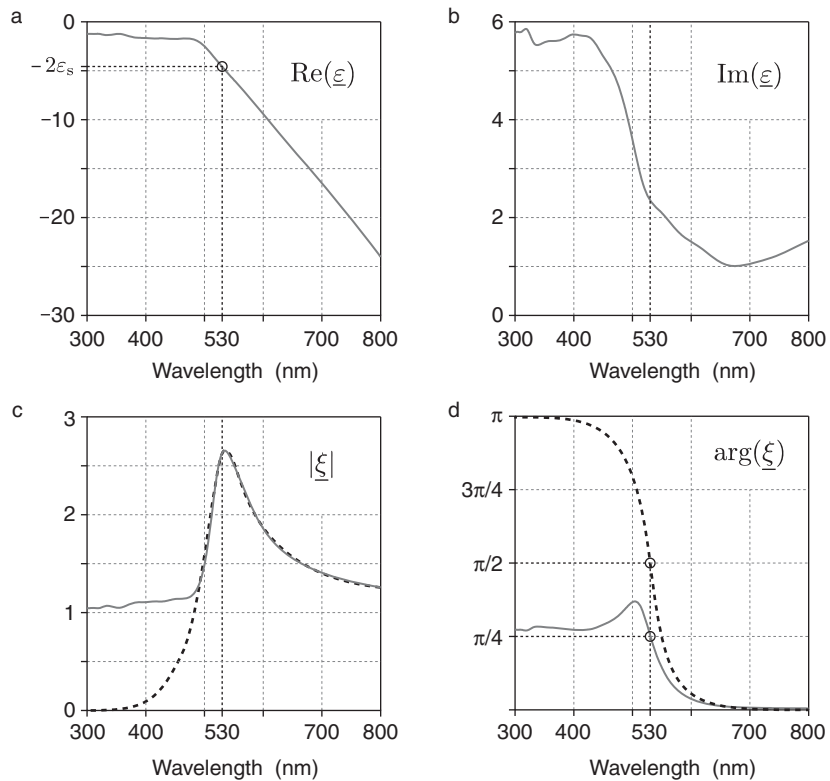 a
0
−2εs
−10
−20
−30
Re(ε)
300 400 530 700 800
Wavelength (nm)
b
6
4
2
0
Im(ε)
300 400 530 700 800
Wavelength (nm)
c
3
2
1
0
|ξ|
300 400 530 700 800
Wavelength (nm)
d
π
3π/4
π/2
π/4
arg(ξ)
300 400 530 700 800
Wavelength (nm)